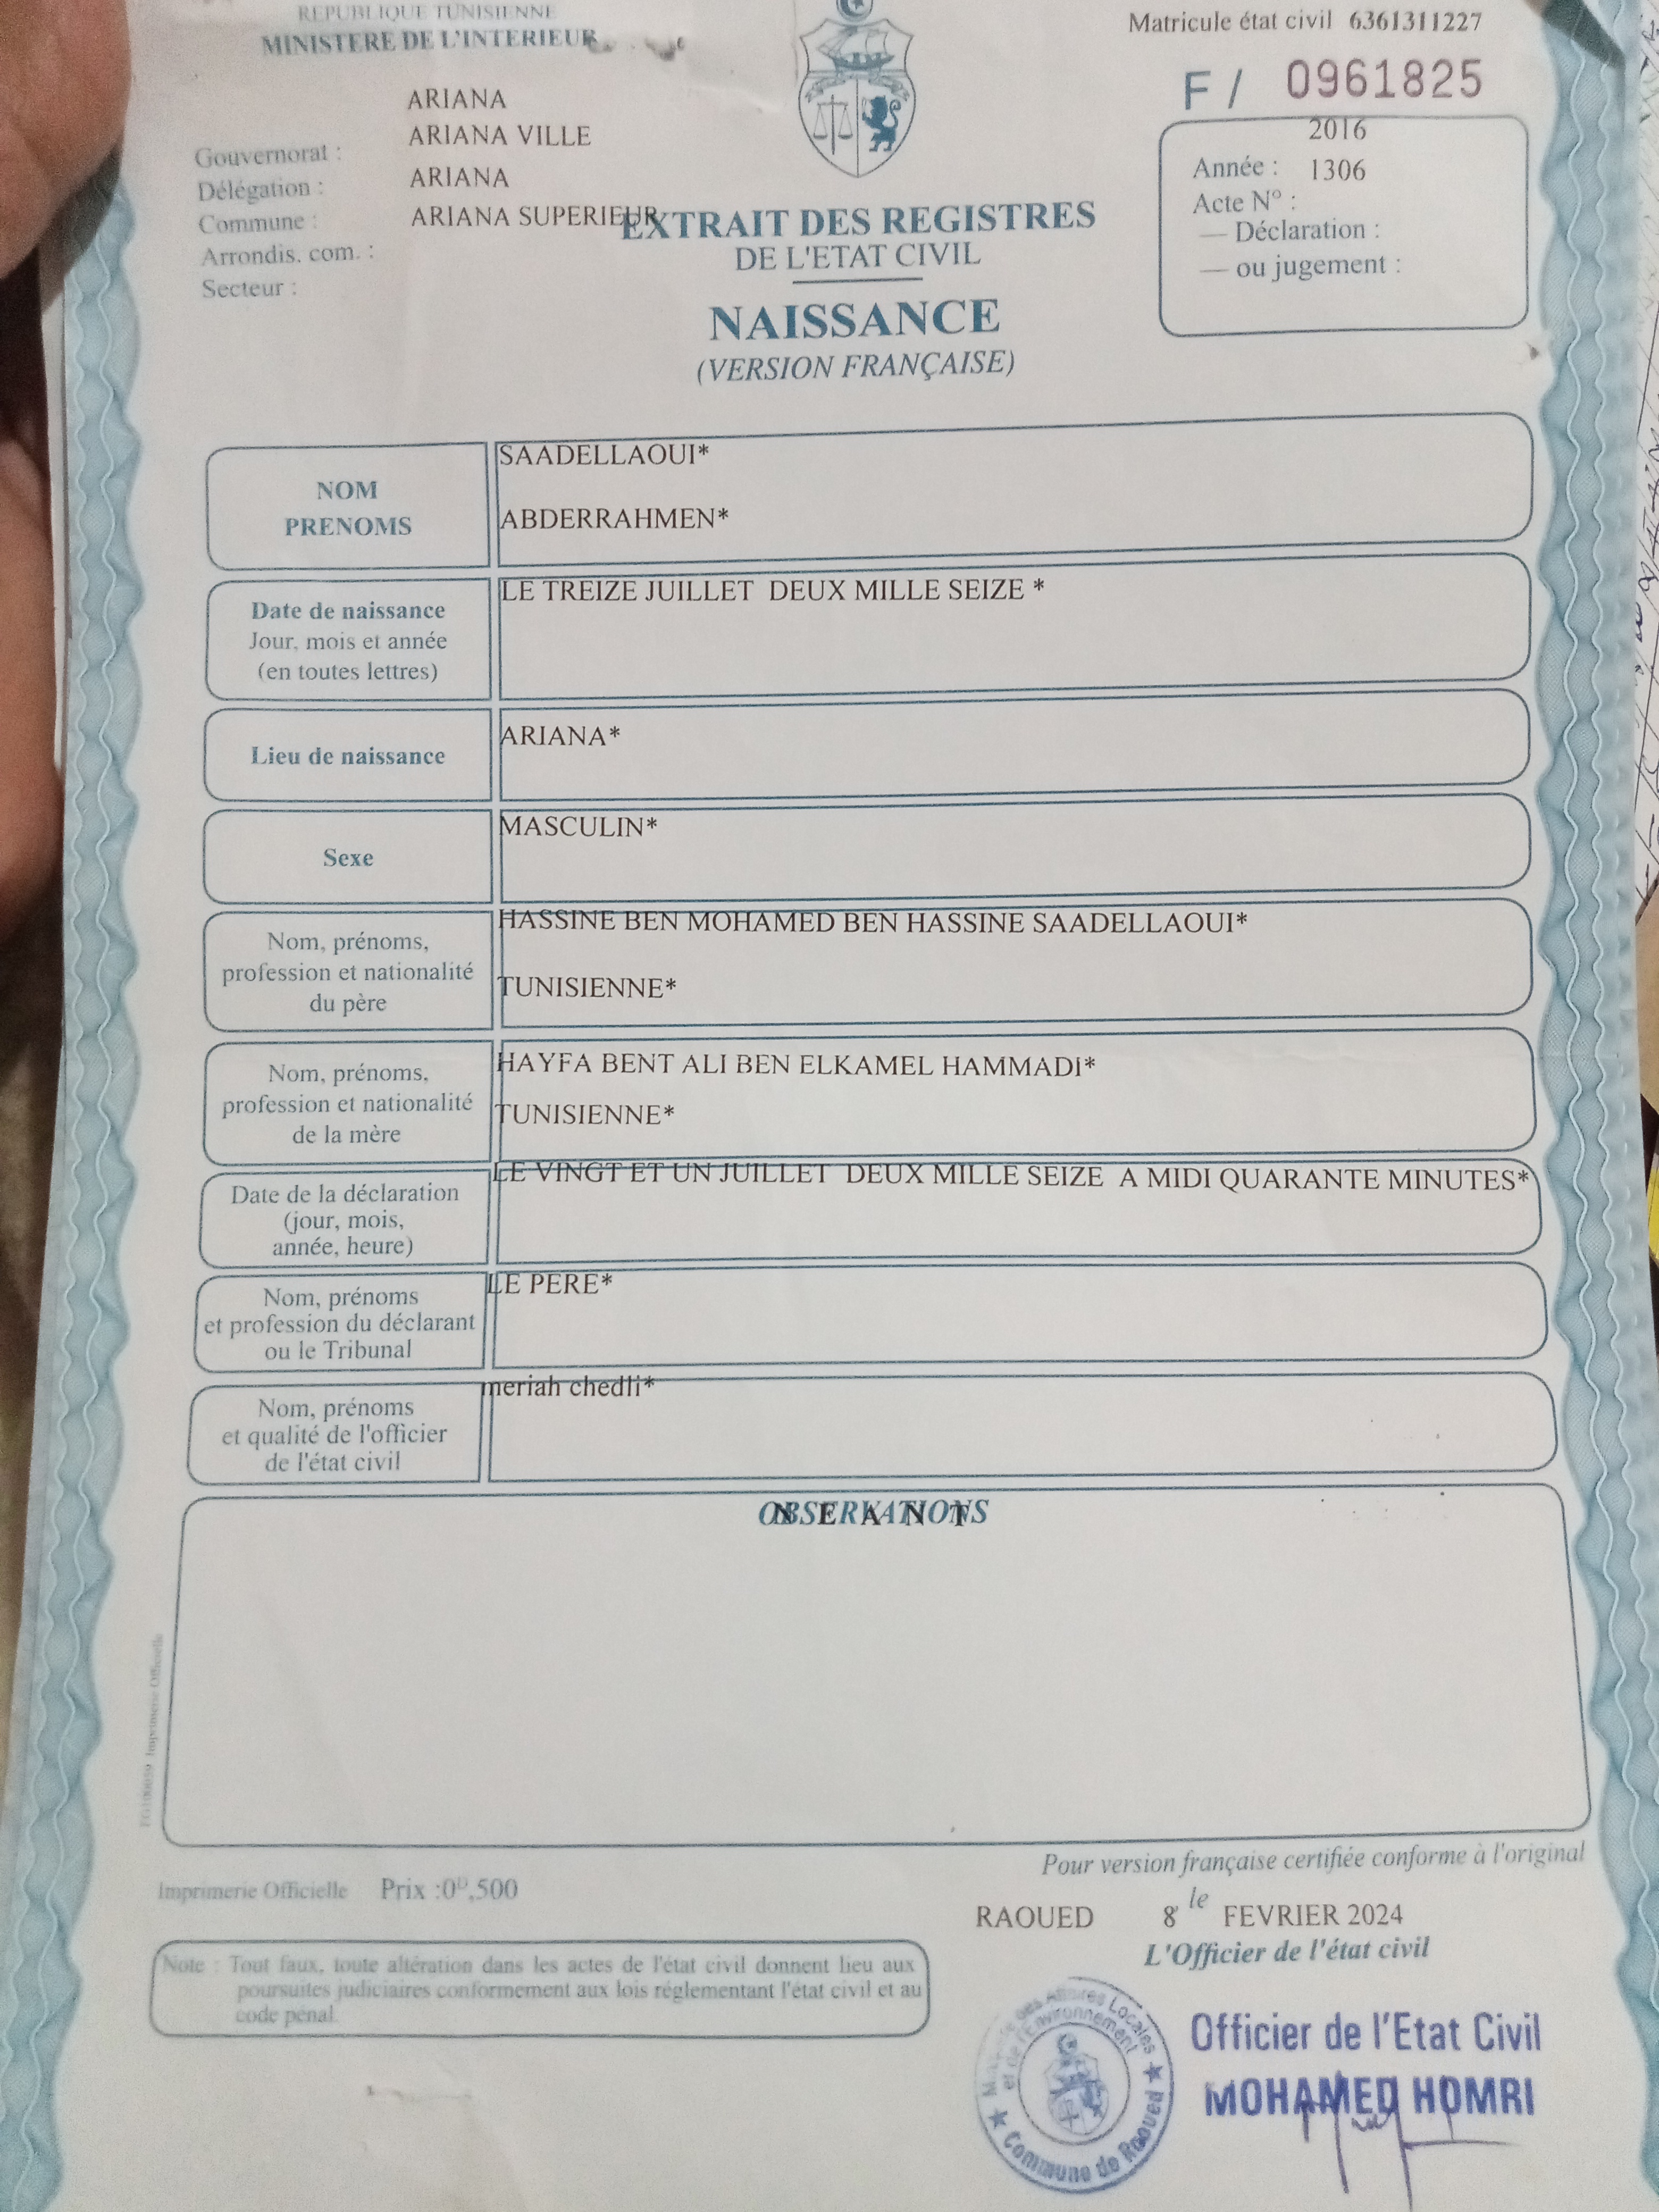 REPUBLIQUE TUNISIENNE
MINISTERE DE L'INTERIEUR
Matricule état civil 6361311227
F / 0961825
ARIANA
ARIANA VILLE
ARIANA
ARIANA SUPERIEUR
Gouvernorat :
Délégation :
Commune :
Arrondis. com. :
Secteur :
2016
Année : 1306
Acte N° :
— Déclaration :
— ou jugement :
EXTRAIT DES REGISTRES
DE L'ETAT CIVIL
NAISSANCE
(VERSION FRANÇAISE)
NOM
PRENOMS
SAADELLAOUI*
ABDERRAHMEN*
Date de naissance
Jour, mois et année
(en toutes lettres)
LE TREIZE JUILLET DEUX MILLE SEIZE *
Lieu de naissance
ARIANA*
Sexe
MASCULIN*
Nom, prénoms,
profession et nationalité
du père
HASSINE BEN MOHAMED BEN HASSINE SAADELLAOUI*
TUNISIENNE*
Nom, prénoms,
profession et nationalité
de la mère
HAYFA BENT ALI BEN ELKAMEL HAMMADI*
TUNISIENNE*
Date de la déclaration
(jour, mois,
année, heure)
LE VINGT ET UN JUILLET DEUX MILLE SEIZE A MIDI QUARANTE MINUTES*
Nom, prénoms
et profession du déclarant
ou le Tribunal
LE PERE*
Nom, prénoms
et qualité de l'officier
de l'état civil
meriah chedli*
OBSERVATIONS
N E A N T
Imprimerie Officielle
Pour version française certifiée conforme à l'original
Imprimerie Officielle Prix :0ᴰ,500
RAOUED 8 le FEVRIER 2024
L'Officier de l'état civil
Note : Tout faux, toute altération dans les actes de l'état civil donnent lieu aux
poursuites judiciaires conformement aux lois réglementant l'état civil et au
code penal.
des Affaires Locales
et de l'Environnement
Commune de Raoued
Officier de l'Etat Civil
MOHAMED HOMRI